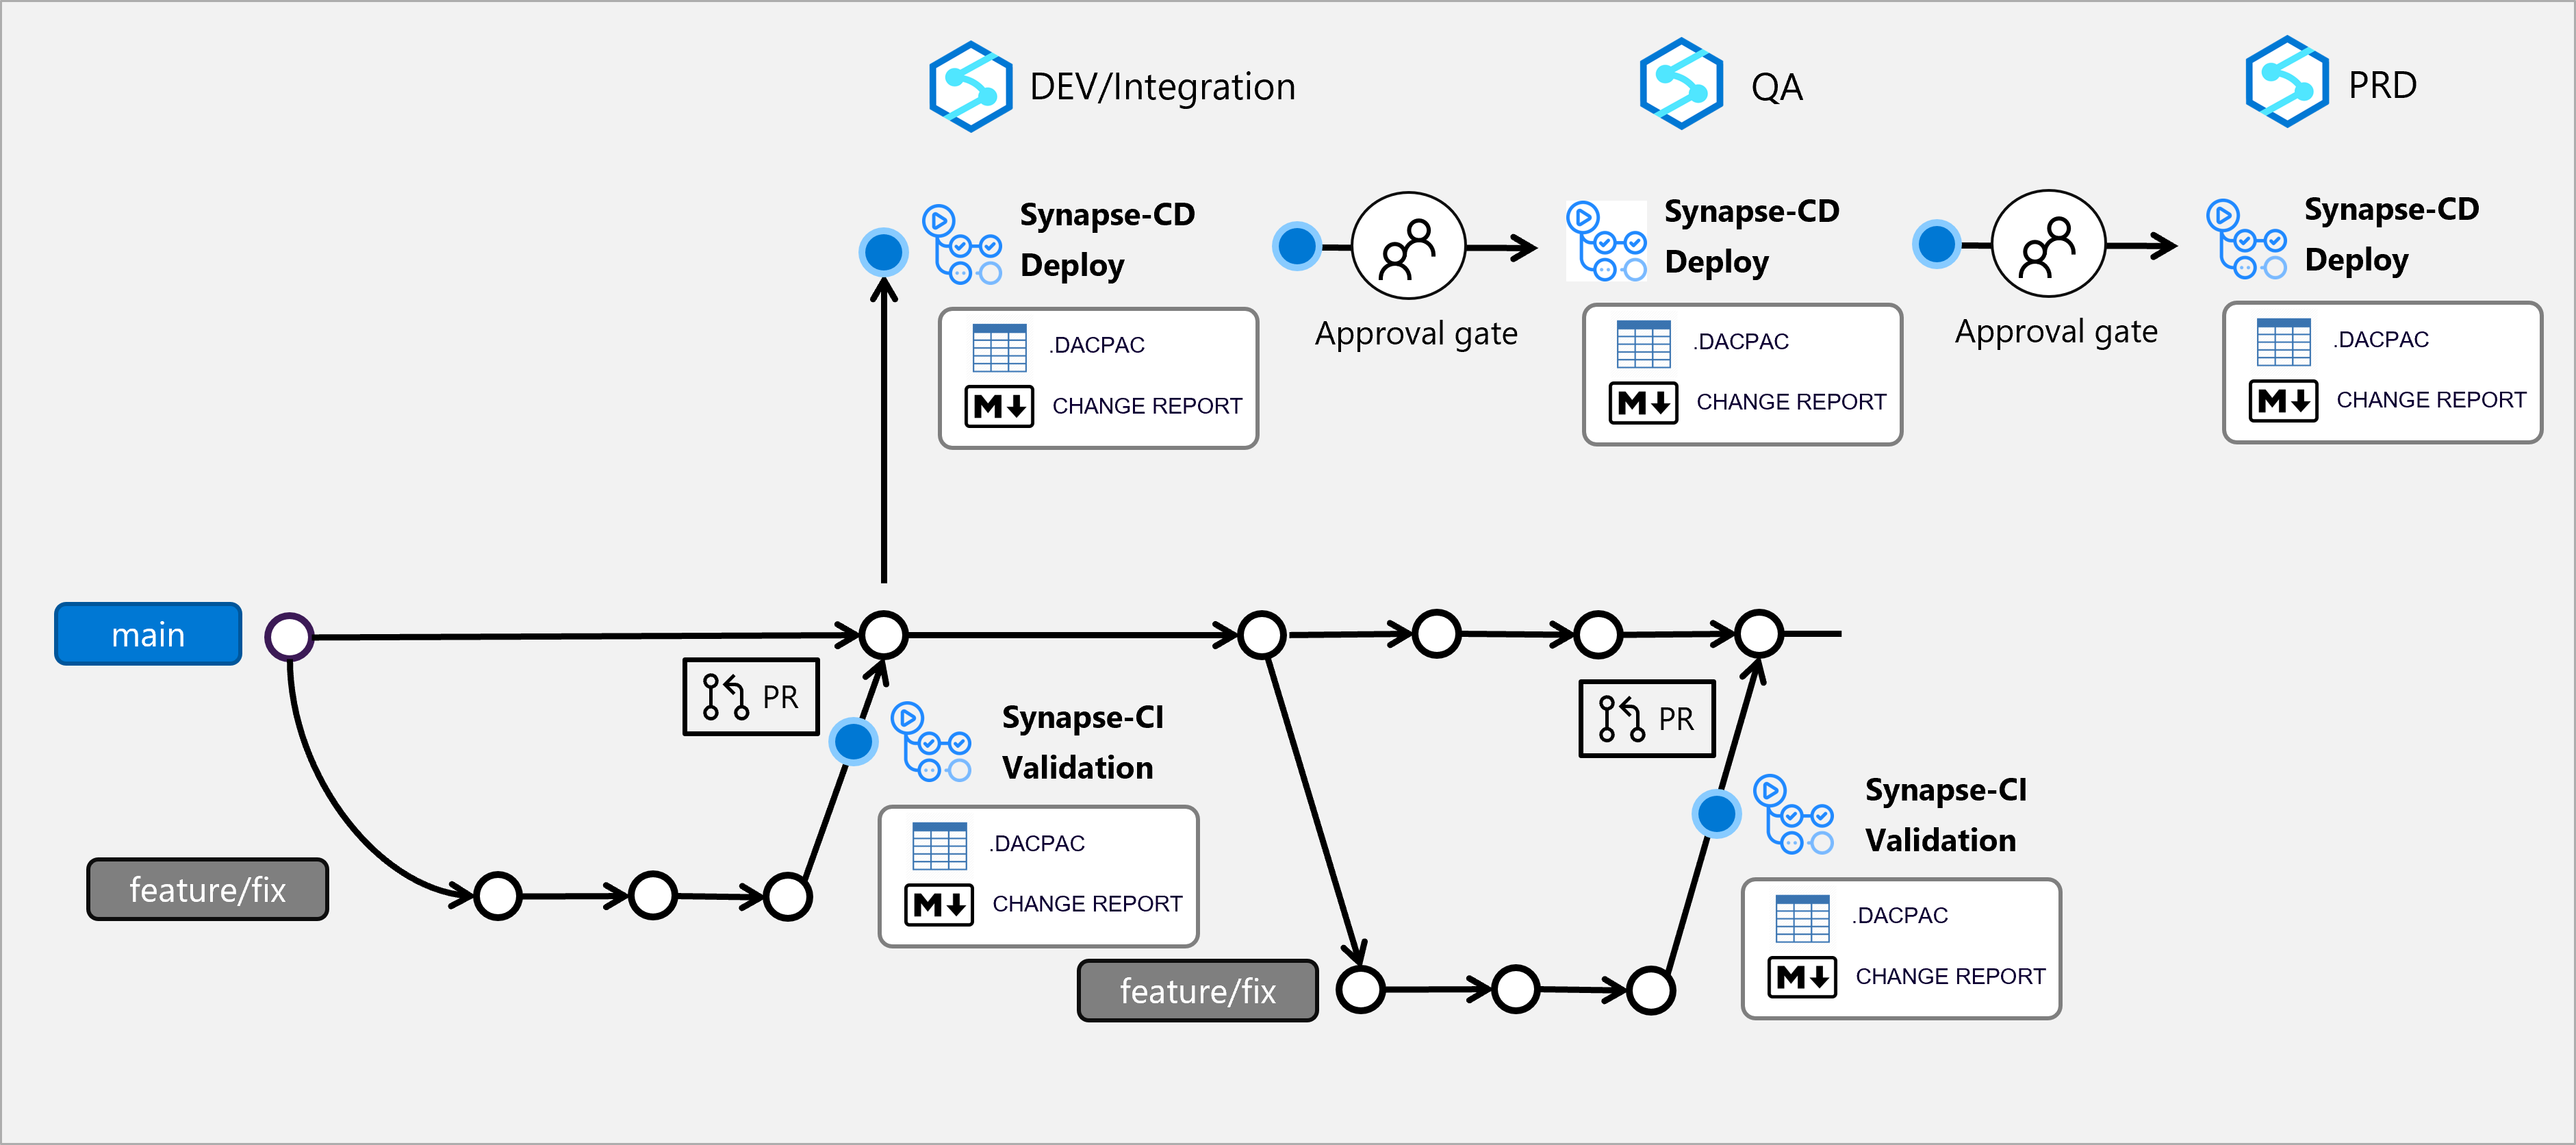 DEV/Integration
QA
PRD
Synapse-CD
Deploy
.DACPAC
M CHANGE REPORT
Approval gate
Synapse-CD
Deploy
.DACPAC
M CHANGE REPORT
Approval gate
Synapse-CD
Deploy
.DACPAC
M CHANGE REPORT
main
PR
Synapse-CI
Validation
.DACPAC
M CHANGE REPORT
feature/fix
PR
Synapse-CI
Validation
.DACPAC
M CHANGE REPORT
feature/fix